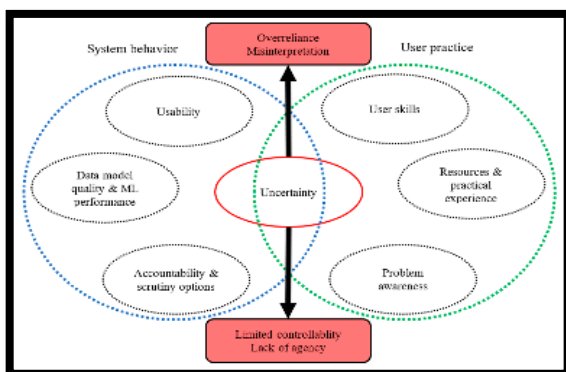 Overreliance
Misinterpretation
System behavior
User practice
Usability
User skills
Data model
quality & ML
performance
Uncertainty
Resources &
practical
experience
Accountability &
scrutiny options
Problem
awareness
Limited controllablity
Lack of agency